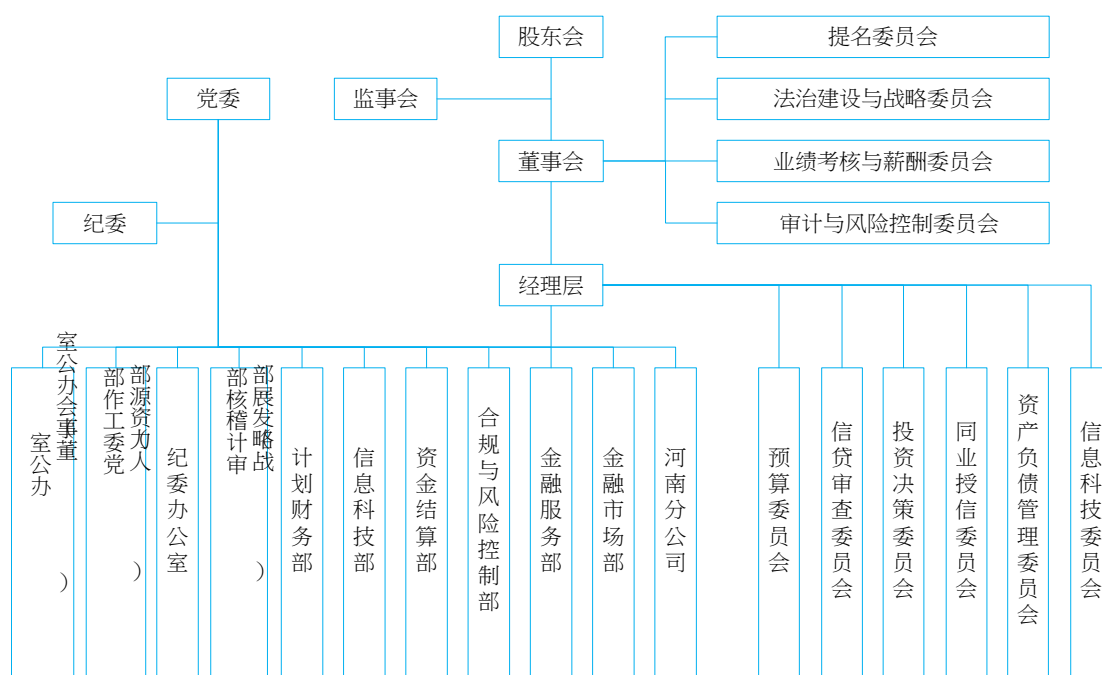 股东会
提名委员会
党委
监事会
法治建设与战略委员会
董事会
业绩考核与薪酬委员会
纪委
审计与风险控制委员会
经理层
室公办
室公办会事董
)
部作工委党
部源资力人
)
纪委办公室
部核稽计审
部展发略战
)
计划财务部
信息科技部
资金结算部
合规与风险控制部
金融服务部
金融市场部
河南分公司
预算委员会
信贷审查委员会
投资决策委员会
同业授信委员会
资产负债管理委员会
信息科技委员会